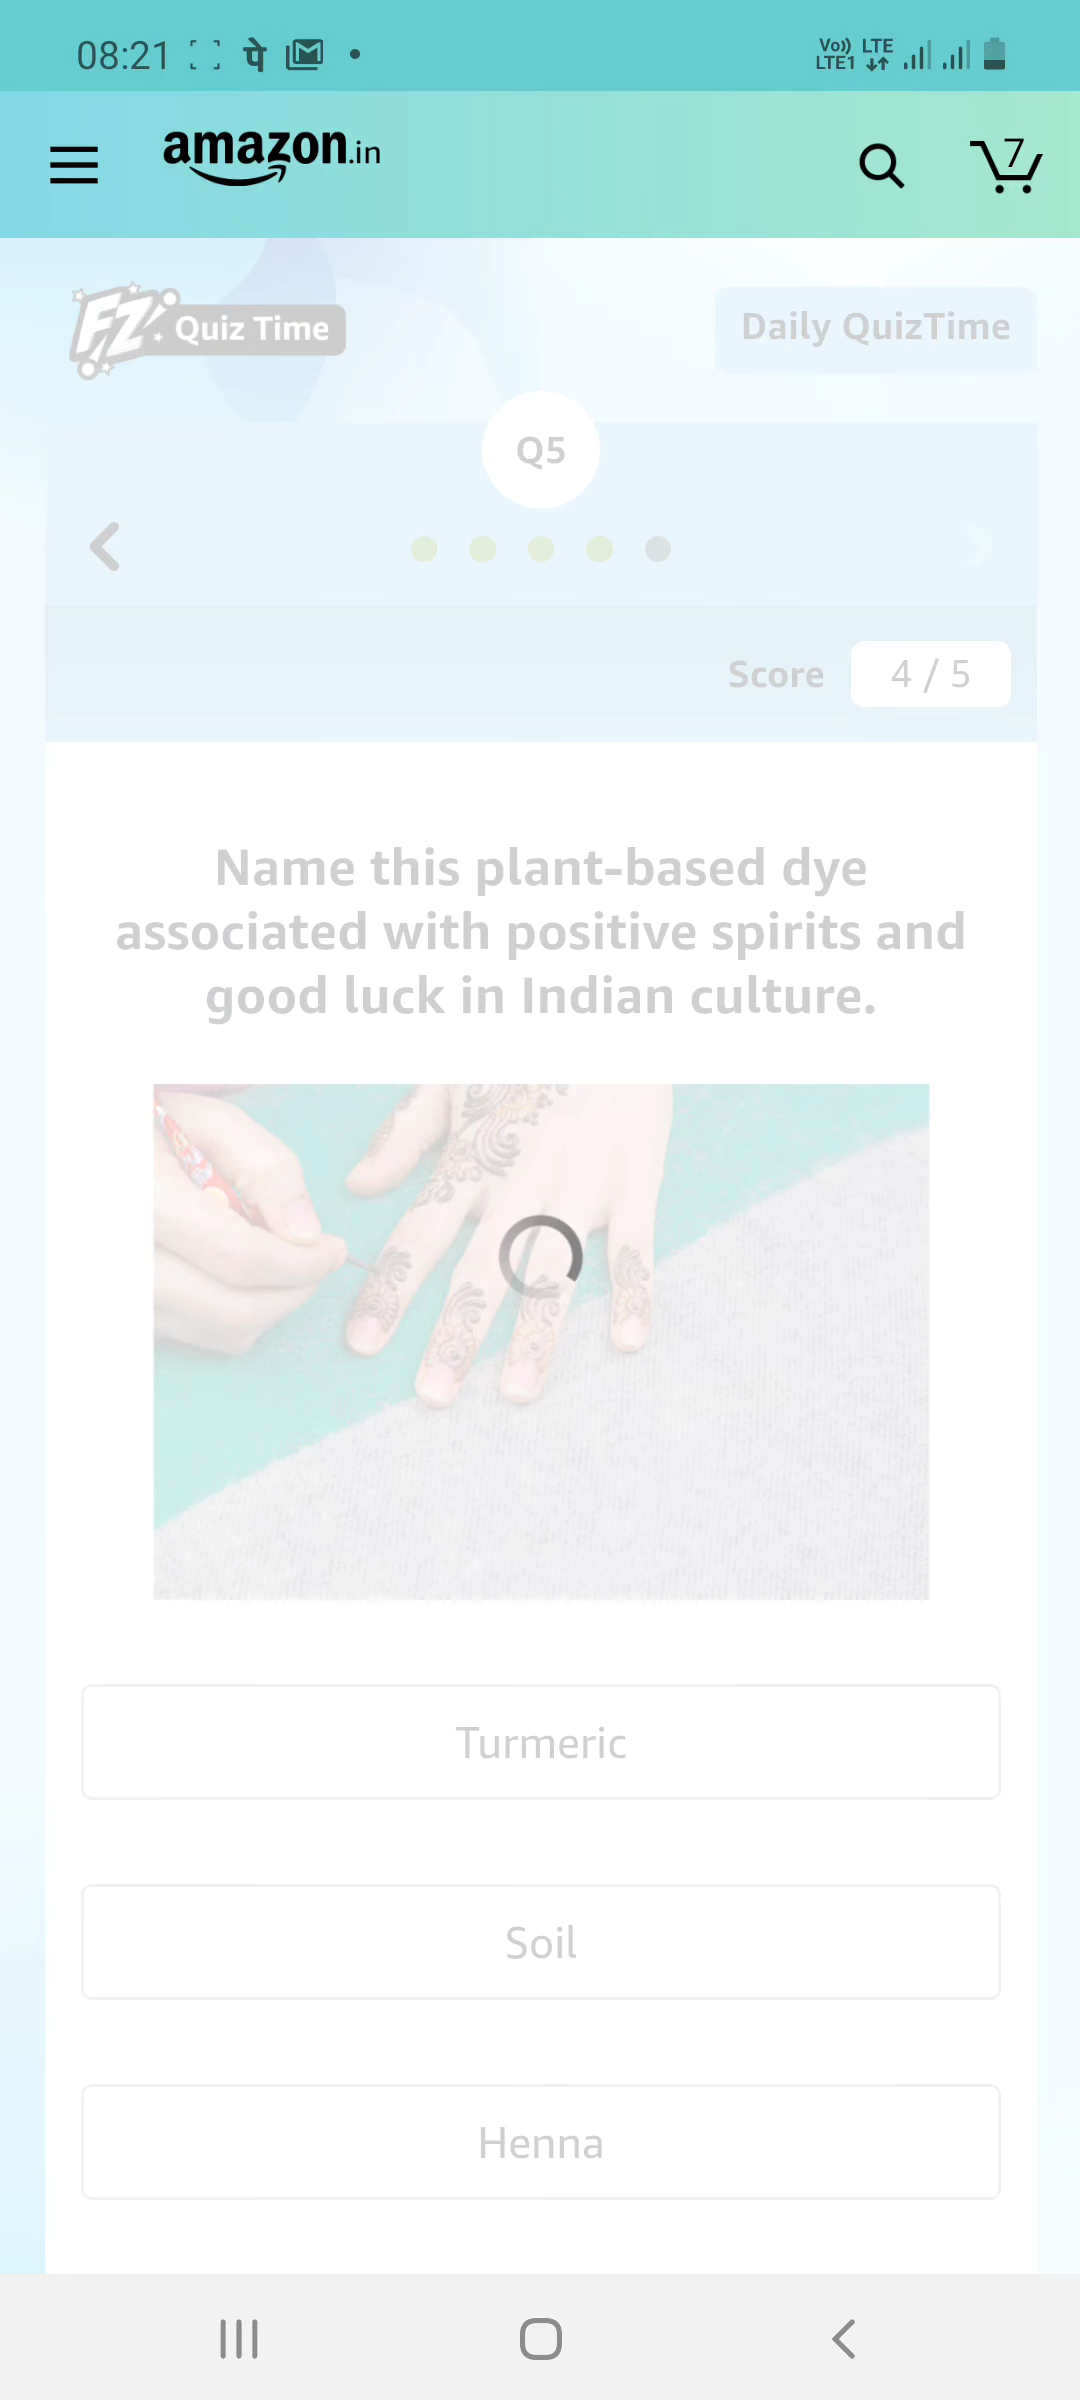 08:21 पे Vo)) LTE
LTE1
amazon.in
7
FZ Quiz Time
Daily QuizTime
Q5
Score 4 / 5
Name this plant-based dye
associated with positive spirits and
good luck in Indian culture.
Turmeric
Soil
Henna